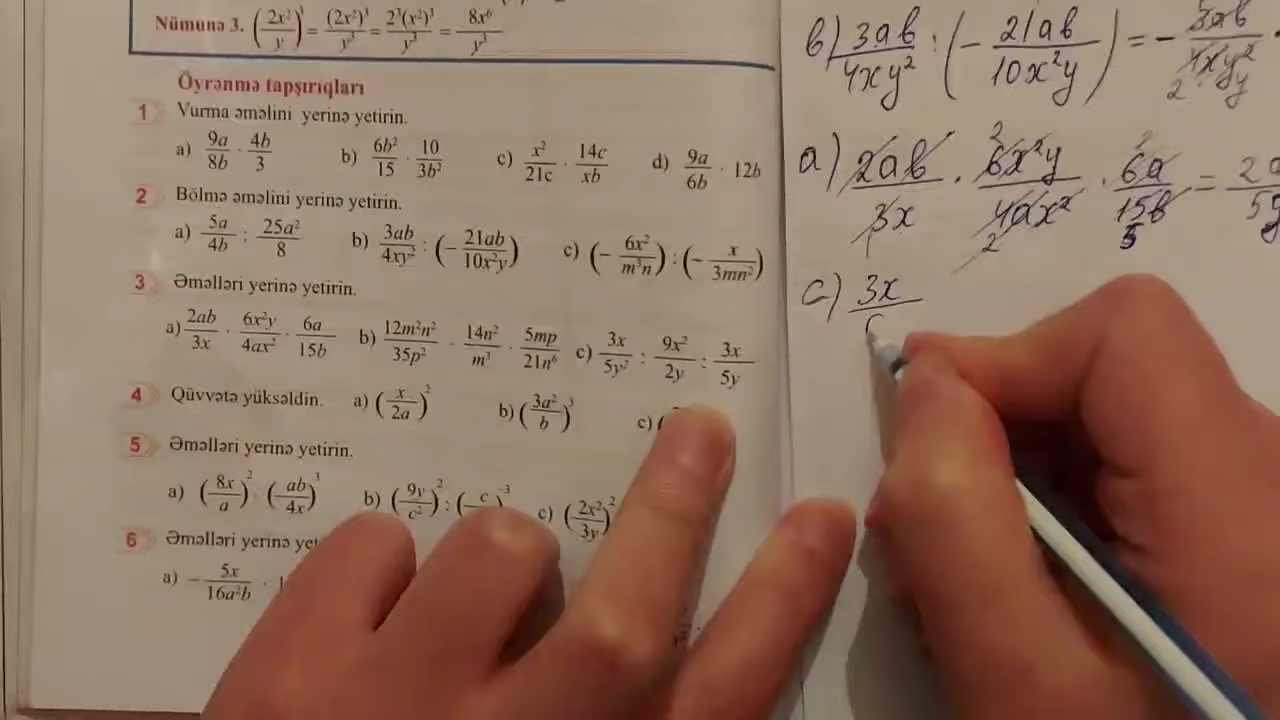 Nümunə 3. (2x²/y)³ = (2x²)³/y³ = 2³(x²)³/y³ = 8x⁶/y³
Öyrənmə tapşırıqları
1 Vurma əməlini yerinə yetirin.
a) 9a/8b · 4b/3 b) 6b²/15 · 10/3b² c) x²/21c · 14c/xb d) 9a/6b · 12b
2 Bölmə əməlini yerinə yetirin.
a) 5a/4b : 25a²/8 b) 3ab/4xy² : (- 21ab/10x²y) c) (- 6x²/m³n) : (- x/3mn²)
3 Əməlləri yerinə yetirin.
a) 2ab/3x · 6x²y/4ax² · 6a/15b b) 12m²n²/35p² · 14n²/m³ · 5mp/21n⁶ c) 3x/5y² : 9x²/2y : 3x/5y
4 Qüvvətə yüksəldin. a) (x/2a)² b) (3a²/b)³ c) (
5 Əməlləri yerinə yetirin.
a) (8x/a)² (ab/4x)³ b) (9y/c²)² : (- c c) (2x²/3y)²
6 Əməlləri yerinə yet
a) - 5x/16a²b ·
b) 3ab/4xy² : (- 21ab/10x²y) = - 3ab/4xy² ·
2 y
a) 2ab/3x · 6x²y/4ax² · 6a/15b = 2
c) 3x